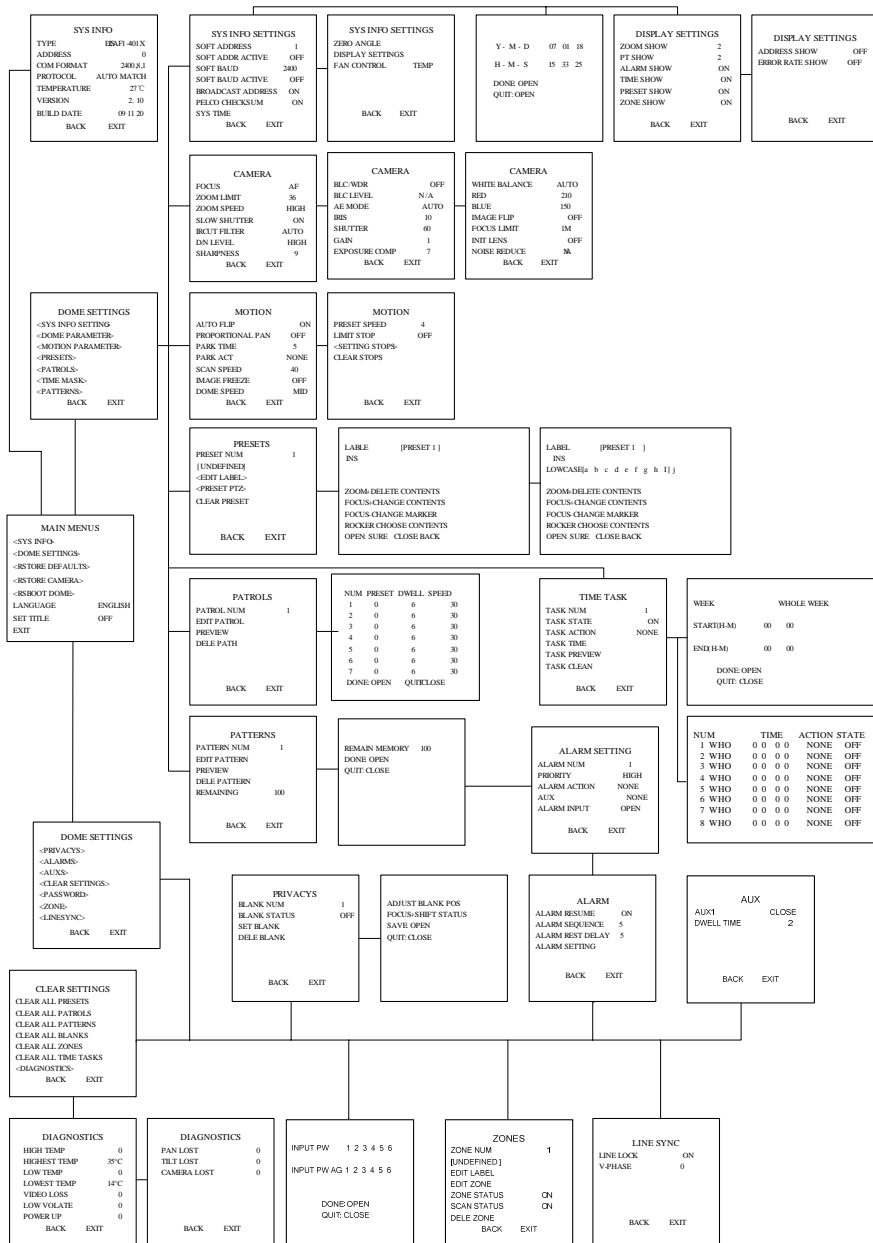 SYS INFO
TYPE
ADDRESS 0
COM FORMAT 2400,8,1
PROTOCOL AUTO MATCH
TEMPERATURE 27℃
VERSION 2. 10
BUILD DATE 09 11 20
BACK EXIT
SYS INFO SETTINGS
SOFT ADDRESS 1
SOFT ADDR ACTIVE OFF
SOFT BAUD 2400
SOFT BAUD ACTIVE OFF
BROADCAST ADDRESS ON
PELCO CHECKSUM ON
SYS TIME
BACK EXIT
SYS INFO SETTINGS
ZERO ANGLE
DISPLAY SETTINGS
FAN CONTROL TEMP
BACK EXIT
Y - M - D 07 01 18
H - M - S 15 33 25
DONE: OPEN
QUIT: OPEN
DISPLAY SETTINGS
ZOOM SHOW 2
PT SHOW 2
ALARM SHOW ON
TIME SHOW ON
PRESET SHOW ON
ZONE SHOW ON
BACK EXIT
DISPLAY SETTINGS
ADDRESS SHOW OFF
ERROR RATE SHOW OFF
BACK EXIT
CAMERA
FOCUS AF
ZOOM LIMIT 36
ZOOM SPEED HIGH
SLOW SHUTTER ON
IRCUT FILTER AUTO
D/N LEVEL HIGH
SHARPNESS 9
BACK EXIT
CAMERA
BLC/WDR OFF
BLC LEVEL N/A
AE MODE AUTO
IRIS 10
SHUTTER 60
GAIN 1
EXPOSURE COMP 7
BACK EXIT
CAMERA
WHITE BALANCE AUTO
RED 210
BLUE 150
IMAGE FLIP OFF
FOCUS LIMIT 1M
INIT LENS OFF
NOISE REDUCE
BACK EXIT
DOME SETTINGS
<SYS INFO SETTING>
<DOME PARAMETER>
<MOTION PARAMETER>
<PRESETS>
<PATROLS>
<TIME MASK>
<PATTERNS>
BACK EXIT
MOTION
AUTO FLIP ON
PROPORTIONAL PAN OFF
PARK TIME 5
PARK ACT NONE
SCAN SPEED 40
IMAGE FREEZE OFF
DOME SPEED MID
BACK EXIT
MOTION
PRESET SPEED 4
LIMIT STOP OFF
<SETTING STOPS>
CLEAR STOPS
BACK EXIT
PRESETS
PRESET NUM 1
[UNDEFINED]
<EDIT LABEL>
<PRESET PTZ>
CLEAR PRESET
BACK EXIT
LABLE [PRESET 1 ]
INS
ZOOM+DELETE CONTENTS
FOCUS+CHANGE CONTENTS
FOCUS-CHANGE MARKER
ROCKER CHOOSE CONTENTS
OPEN: SURE CLOSE BACK
LABEL [PRESET 1 ]
INS
LOWCASE[a b c d e f g h I] j
ZOOM+DELETE CONTENTS
FOCUS+CHANGE CONTENTS
FOCUS-CHANGE MARKER
ROCKER CHOOSE CONTENTS
OPEN: SURE CLOSE BACK
MAIN MENUS
<SYS INFO>
<DOME SETTINGS>
<RSTORE DEFAULTS>
<RSTORE CAMERA>
<RSBOOT DOME>
LANGUAGE ENGLISH
SET TITLE OFF
EXIT
PATROLS
PATROL NUM 1
EDIT PATROL
PREVIEW
DELE PATH
BACK EXIT
NUM PRESET DWELL SPEED
1 0 6 30
2 0 6 30
3 0 6 30
4 0 6 30
5 0 6 30
6 0 6 30
7 0 6 30
DONE: OPEN QUIT:CLOSE
TIME TASK
TASK NUM 1
TASK STATE ON
TASK ACTION NONE
TASK TIME
TASK PREVIEW
TASK CLEAN
BACK EXIT
WEEK WHOLE WEEK
START(H-M) 00 00
END(H-M) 00 00
DONE: OPEN
QUIT: CLOSE
PATTERNS
PATTERN NUM 1
EDIT PATTERN
PREVIEW
DELE PATTERN
REMAINING 100
BACK EXIT
REMAIN MEMORY 100
DONE: OPEN
QUIT: CLOSE
ALARM SETTING
ALARM NUM 1
PRIORITY HIGH
ALARM ACTION NONE
AUX NONE
ALARM INPUT OPEN
BACK EXIT
NUM TIME ACTION STATE
1 WHO 0 0 0 0 NONE OFF
2 WHO 0 0 0 0 NONE OFF
3 WHO 0 0 0 0 NONE OFF
4 WHO 0 0 0 0 NONE OFF
5 WHO 0 0 0 0 NONE OFF
6 WHO 0 0 0 0 NONE OFF
7 WHO 0 0 0 0 NONE OFF
8 WHO 0 0 0 0 NONE OFF
DOME SETTINGS
<PRIVACYS>
<ALARMS>
<AUXS>
<CLEAR SETTINGS>
<PASSWORD>
<ZONE>
<LINESYNC>
BACK EXIT
PRIVACYS
BLANK NUM 1
BLANK STATUS OFF
SET BLANK
DELE BLANK
BACK EXIT
ADJUST BLANK POS
FOCUS+SHIFT STATUS
SAVE: OPEN
QUIT: CLOSE
ALARM
ALARM RESUME ON
ALARM SEQUENCE 5
ALARM REST DELAY 5
ALARM SETTING
BACK EXIT
AUX
AUX1 CLOSE
DWELL TIME 2
BACK EXIT
CLEAR SETTINGS
CLEAR ALL PRESETS
CLEAR ALL PATROLS
CLEAR ALL PATTERNS
CLEAR ALL BLANKS
CLEAR ALL ZONES
CLEAR ALL TIME TASKS
<DIAGNOSTICS>
BACK EXIT
DIAGNOSTICS
HIGH TEMP 0
HIGHEST TEMP 35°C
LOW TEMP 0
LOWEST TEMP 14°C
VIDEO LOSS 0
LOW VOLATE 0
POWER UP 0
BACK EXIT
DIAGNOSTICS
PAN LOST 0
TILT LOST 0
CAMERA LOST 0
BACK EXIT
INPUT PW 1 2 3 4 5 6
INPUT PW AG 1 2 3 4 5 6
DONE: OPEN
QUIT: CLOSE
ZONES
ZONE NUM 1
[UNDEFINED ]
EDIT LABEL
EDIT ZONE
ZONE STATUS ON
SCAN STATUS ON
DELE ZONE
BACK EXIT
LINE SYNC
LINE LOCK ON
V-PHASE 0
BACK EXIT